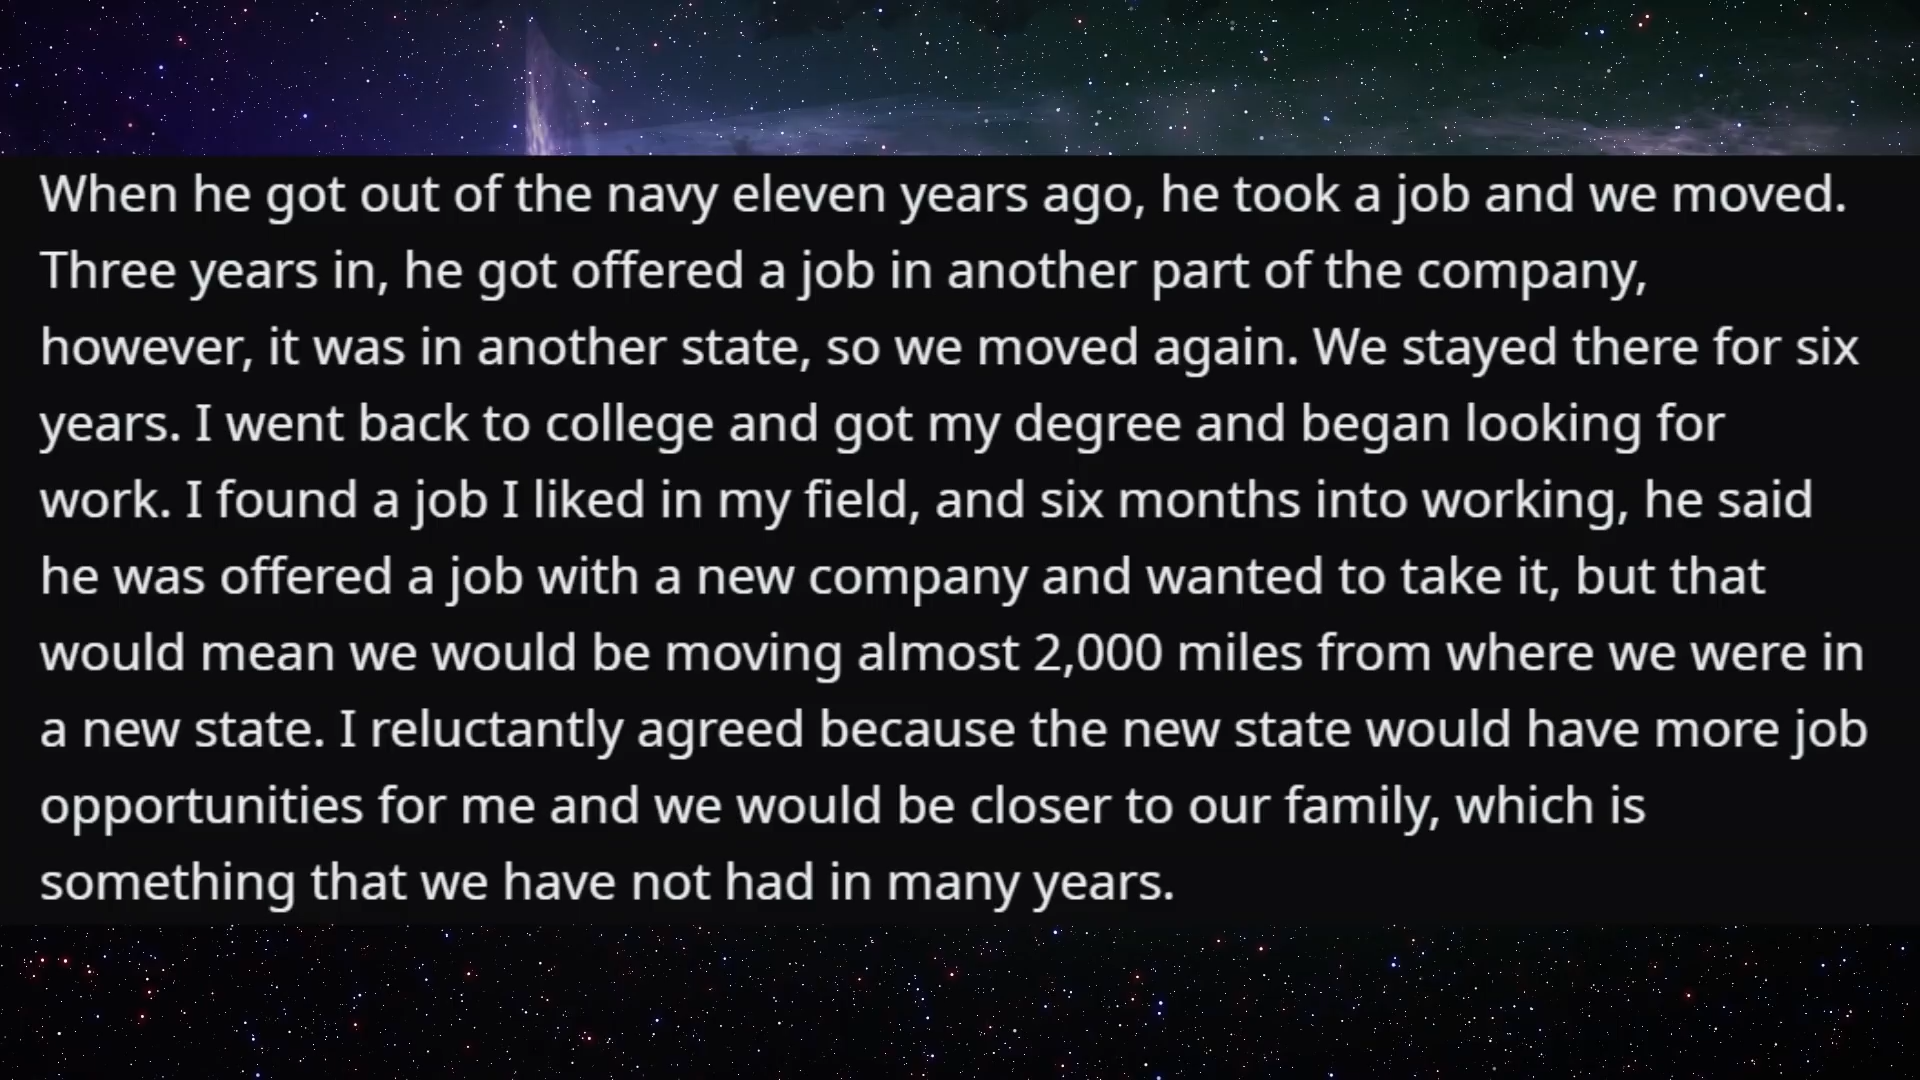 When he got out of the navy eleven years ago, he took a job and we moved.
Three years in, he got offered a job in another part of the company,
however, it was in another state, so we moved again. We stayed there for six
years. I went back to college and got my degree and began looking for
work. I found a job I liked in my field, and six months into working, he said
he was offered a job with a new company and wanted to take it, but that
would mean we would be moving almost 2,000 miles from where we were in
a new state. I reluctantly agreed because the new state would have more job
opportunities for me and we would be closer to our family, which is
something that we have not had in many years.